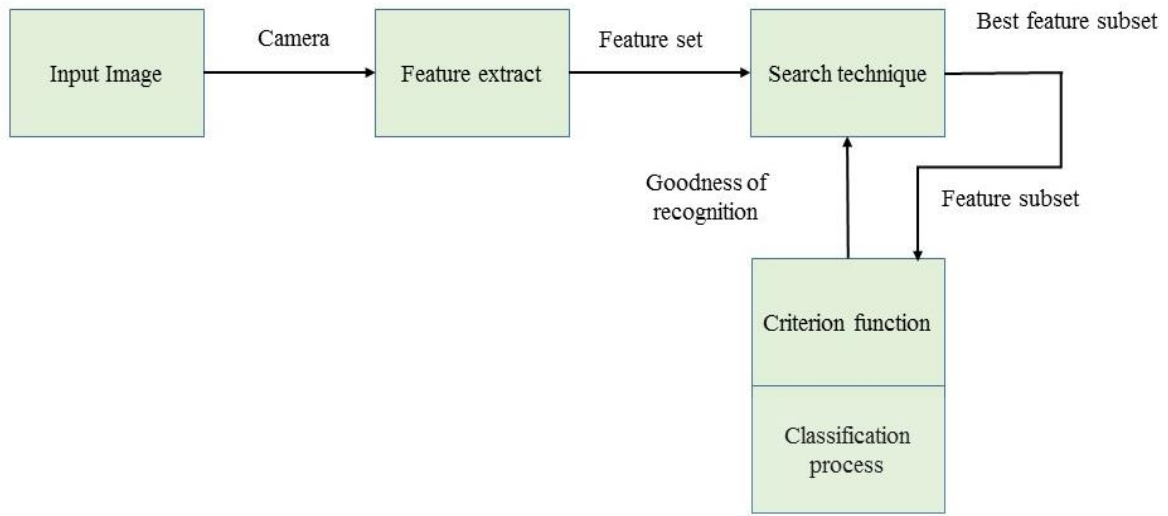 Best feature subset
Camera
Feature set
Input Image
Feature extract
Search technique
Goodness of
recognition
Feature subset
Criterion function
Classification
process